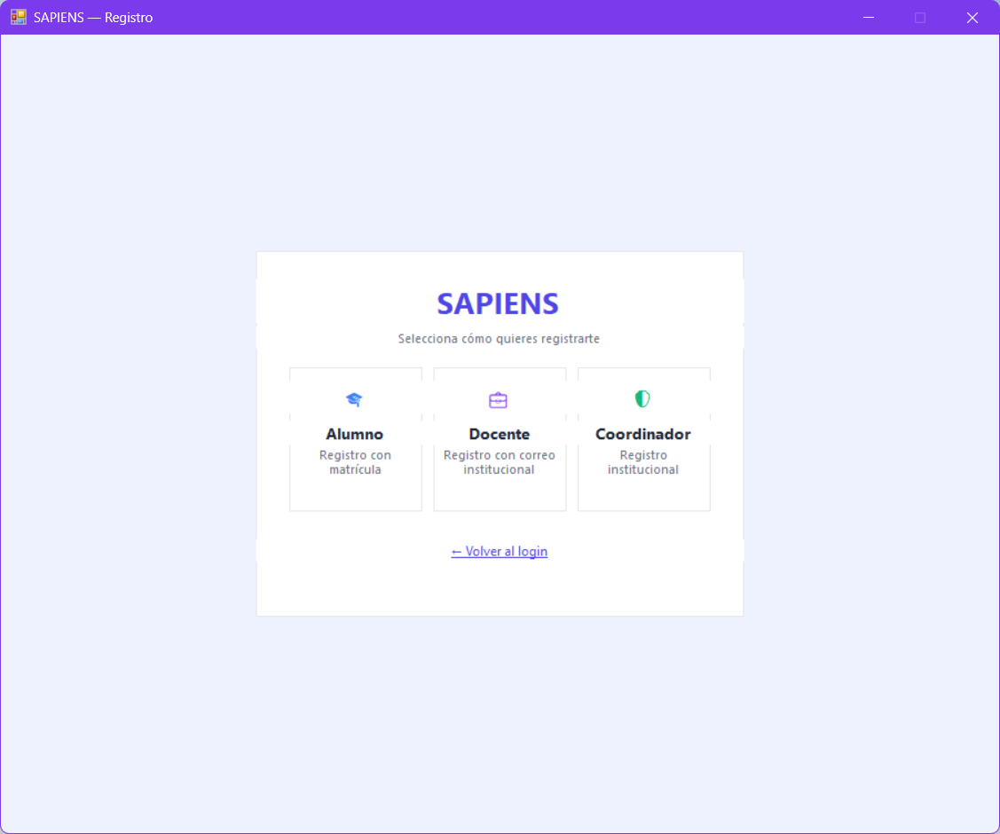 SAPIENS — Registro
SAPIENS
Selecciona cómo quieres registrarte
Alumno
Registro con
matrícula
Docente
Registro con correo
institucional
Coordinador
Registro
institucional
← Volver al login